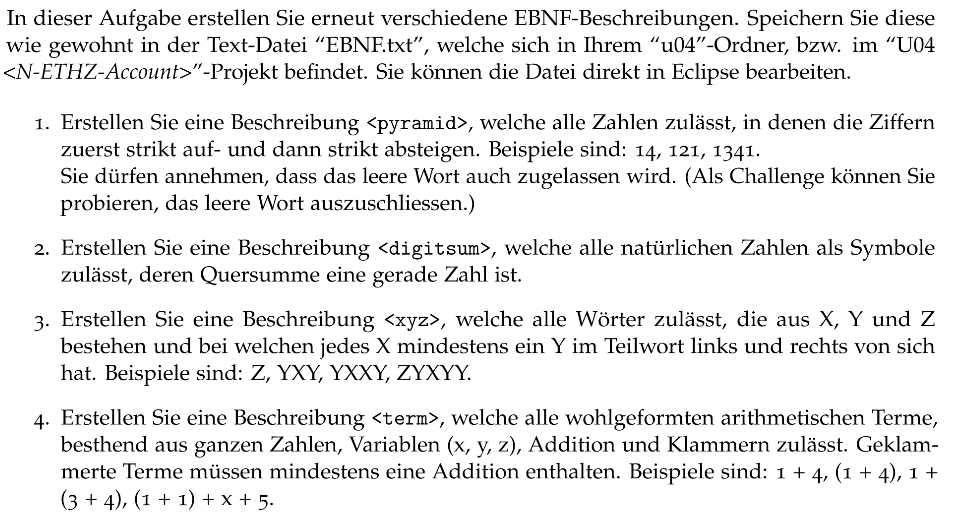 In dieser Aufgabe erstellen Sie erneut verschiedene EBNF-Beschreibungen. Speichern Sie diese
wie gewohnt in der Text-Datei “EBNF.txt”, welche sich in Ihrem “u04”-Ordner, bzw. im “U04
<N-ETHZ-Account>”-Projekt befindet. Sie können die Datei direkt in Eclipse bearbeiten.
1. Erstellen Sie eine Beschreibung <pyramid>, welche alle Zahlen zulässt, in denen die Ziffern
zuerst strikt auf- und dann strikt absteigen. Beispiele sind: 14, 121, 1341.
Sie dürfen annehmen, dass das leere Wort auch zugelassen wird. (Als Challenge können Sie
probieren, das leere Wort auszuschliessen.)
2. Erstellen Sie eine Beschreibung <digitsum>, welche alle natürlichen Zahlen als Symbole
zulässt, deren Quersumme eine gerade Zahl ist.
3. Erstellen Sie eine Beschreibung <xyz>, welche alle Wörter zulässt, die aus X, Y und Z
bestehen und bei welchen jedes X mindestens ein Y im Teilwort links und rechts von sich
hat. Beispiele sind: Z, YXY, YXXY, ZYXYY.
4. Erstellen Sie eine Beschreibung <term>, welche alle wohlgeformten arithmetischen Terme,
besthend aus ganzen Zahlen, Variablen (x, y, z), Addition und Klammern zulässt. Geklam-
merte Terme müssen mindestens eine Addition enthalten. Beispiele sind: 1 + 4, (1 + 4), 1 +
(3 + 4), (1 + 1) + x + 5.